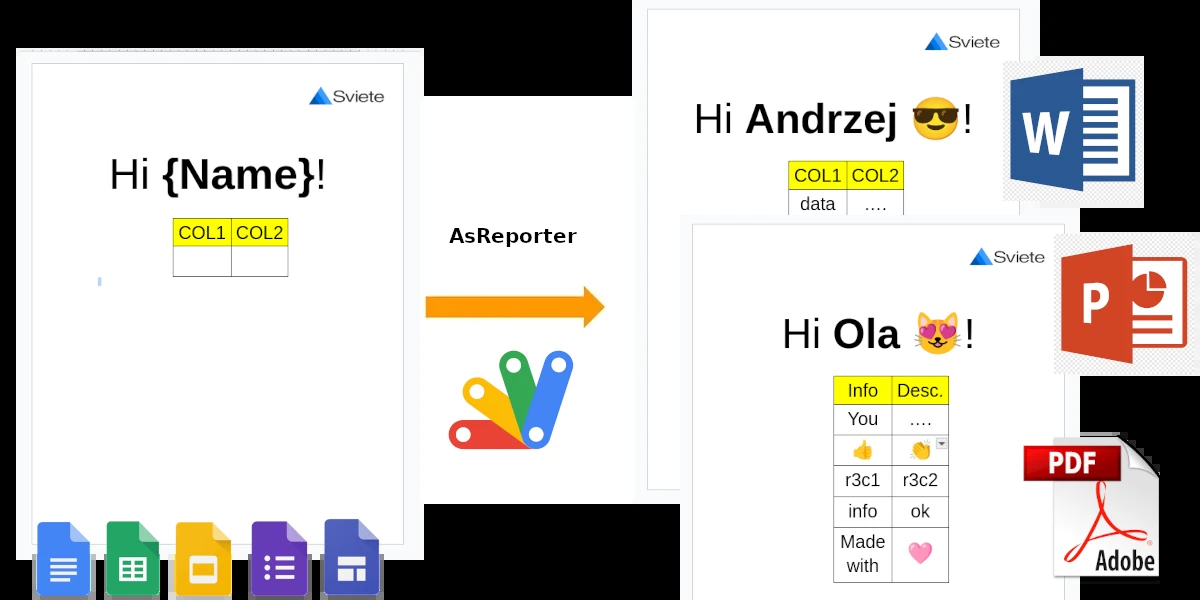 Sviete
Hi {Name}!
COL1 COL2
AsReporter
Sviete
Hi Andrzej 😎!
COL1 COL2
data ....
W
Sviete
Hi Ola 😻!
Info Desc.
You ....
👍 👏
r3c1 r3c2
info ok
Made
with 🩷
P
PDF
Adobe